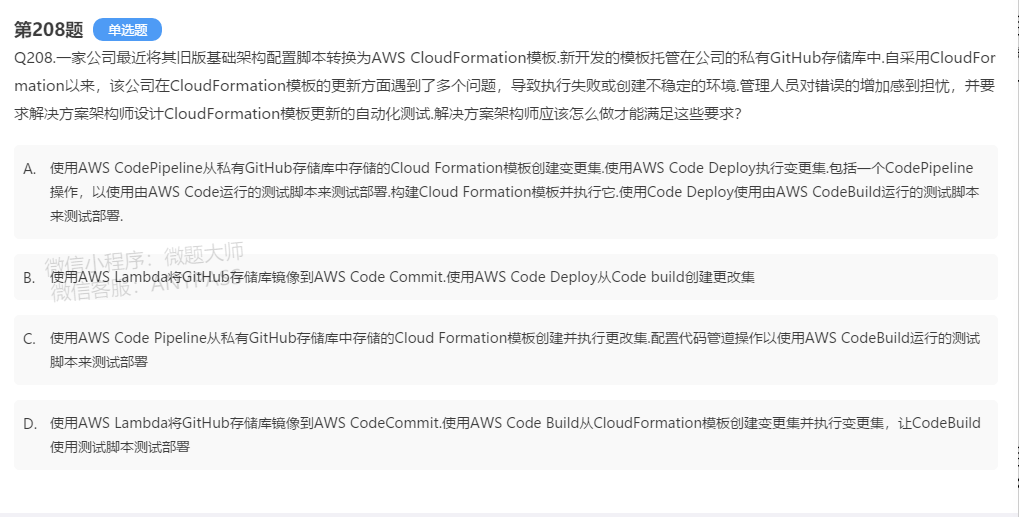 第208题 单选题
Q208.一家公司最近将其旧版基础架构配置脚本转换为AWS CloudFormation模板.新开发的模板托管在公司的私有GitHub存储库中.自采用CloudFor
mation以来，该公司在CloudFormation模板的更新方面遇到了多个问题，导致执行失败或创建不稳定的环境.管理人员对错误的增加感到担忧，并要
求解决方案架构师设计CloudFormation模板更新的自动化测试.解决方案架构师应该怎么做才能满足这些要求？
A. 使用AWS CodePipeline从私有GitHub存储库中存储的Cloud Formation模板创建变更集.使用AWS Code Deploy执行变更集.包括一个CodePipeline
操作，以使用由AWS Code运行的测试脚本来测试部署.构建Cloud Formation模板并执行它.使用Code Deploy使用由AWS CodeBuild运行的测试脚本
来测试部署.
微信小程序：微题大师
B. 使用AWS Lambda将GitHub存储库镜像到AWS Code Commit.使用AWS Code Deploy从Code build创建更改集
微信客服：
C. 使用AWS Code Pipeline从私有GitHub存储库中存储的Cloud Formation模板创建并执行更改集.配置代码管道操作以使用AWS CodeBuild运行的测试
脚本来测试部署
D. 使用AWS Lambda将GitHub存储库镜像到AWS CodeCommit.使用AWS Code Build从CloudFormation模板创建变更集并执行变更集，让CodeBuild
使用测试脚本测试部署